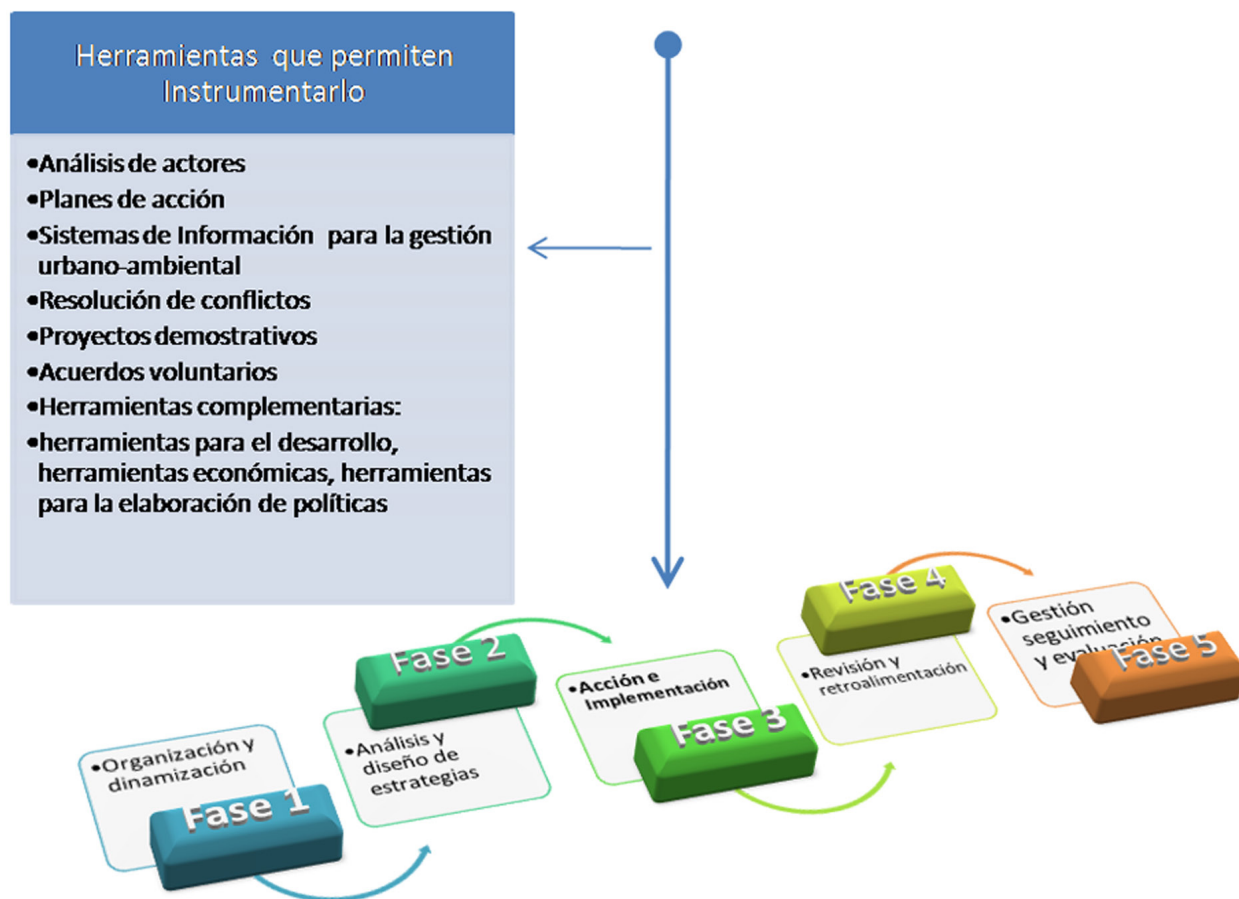 Herramientas que permiten
Instrumentarlo
•Análisis de actores
•Planes de acción
•Sistemas de Información para la gestión
urbano-ambiental
•Resolución de conflictos
•Proyectos demostrativos
•Acuerdos voluntarios
•Herramientas complementarias:
•herramientas para el desarrollo,
herramientas económicas, herramientas
para la elaboración de políticas
•Organización y
dinamización
Fase 1
Fase 2
•Análisis y
diseño de
estrategias
•Acción e
Implementación
Fase 3
Fase 4
•Revisión y
retroalimentación
•Gestión
seguimiento
y evaluación
Fase 5